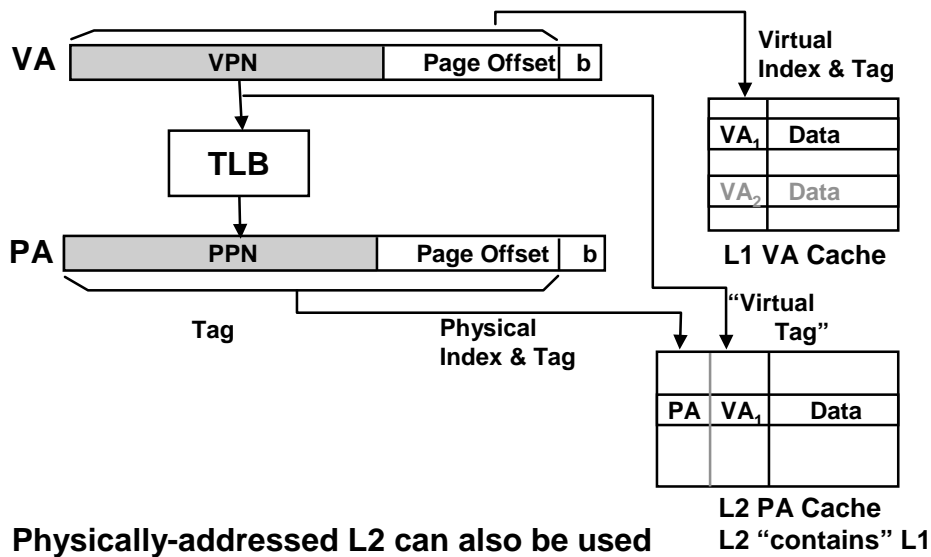 VA
VPN
Page Offset
b
Virtual
Index & Tag
VA1
Data
VA2
Data
L1 VA Cache
TLB
PA
PPN
Page Offset
b
Tag
Physical
Index & Tag
“Virtual
Tag”
PA
VA1
Data
L2 PA Cache
L2 “contains” L1
Physically-addressed L2 can also be used